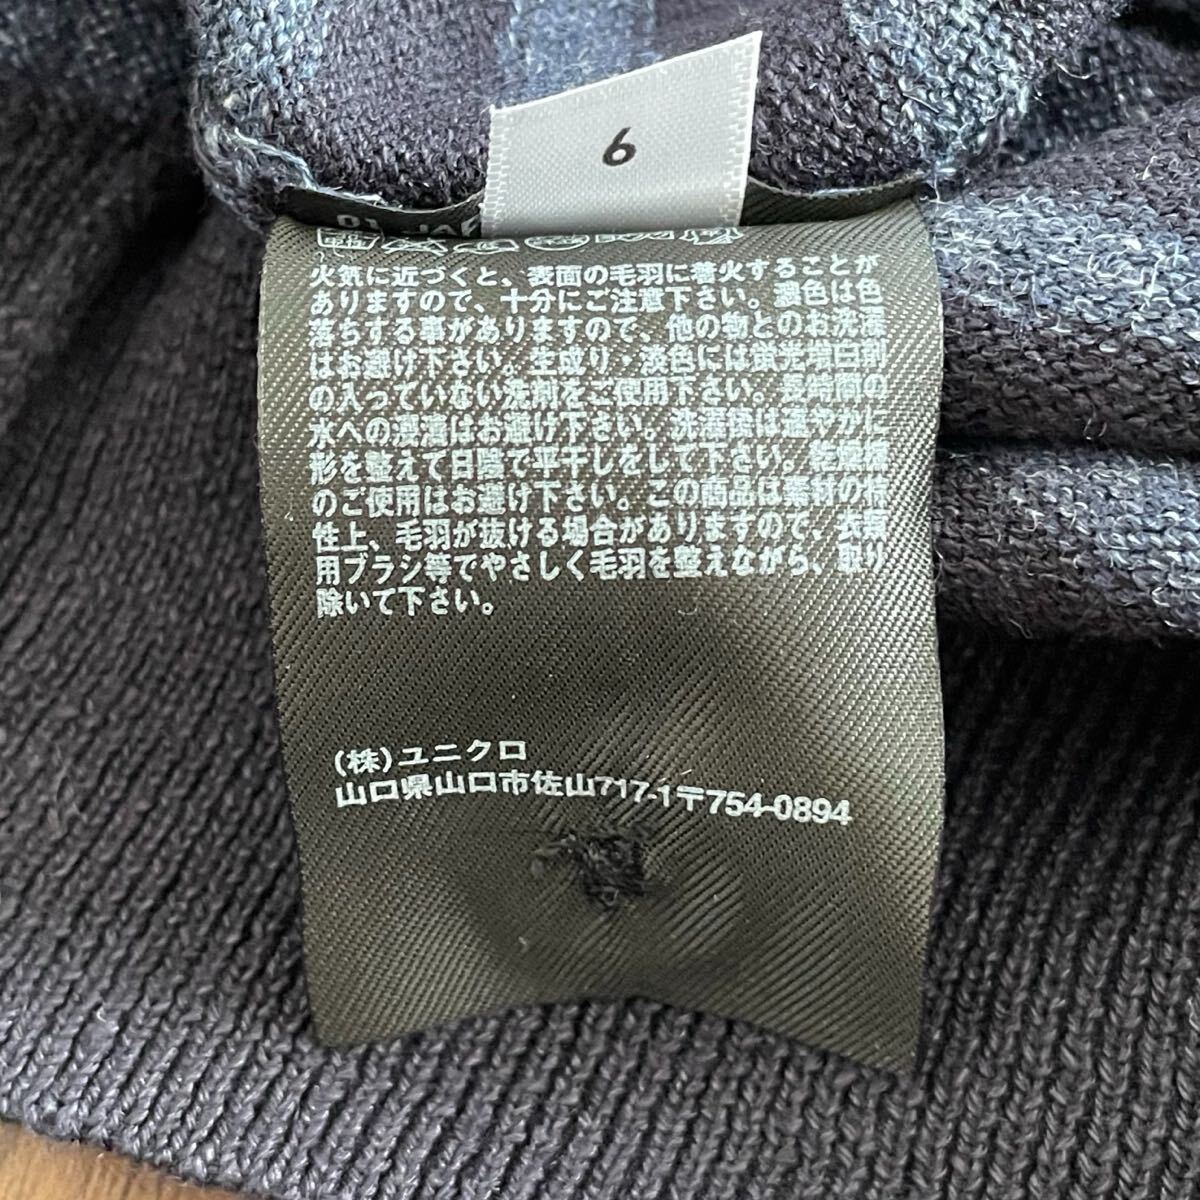 6
01 JAP
火気に近づくと、表面の毛羽に着火することが
ありますので、十分にご注意下さい。濃色は色
落ちする事がありますので、他の物とのお洗濯
はお避け下さい。生成り・淡色には蛍光増白剤
の入っていない洗剤をご使用下さい。長時間の
水への浸漬はお避け下さい。洗濯後は速やかに
形を整えて日陰で平干しをして下さい。乾燥機
のご使用はお避け下さい。この商品は素材の特
性上、毛羽が抜ける場合がありますので、衣類
用ブラシ等でやさしく毛羽を整えながら、取り
除いて下さい。
(株)ユニクロ
山口県山口市佐山717-1〒754-0894